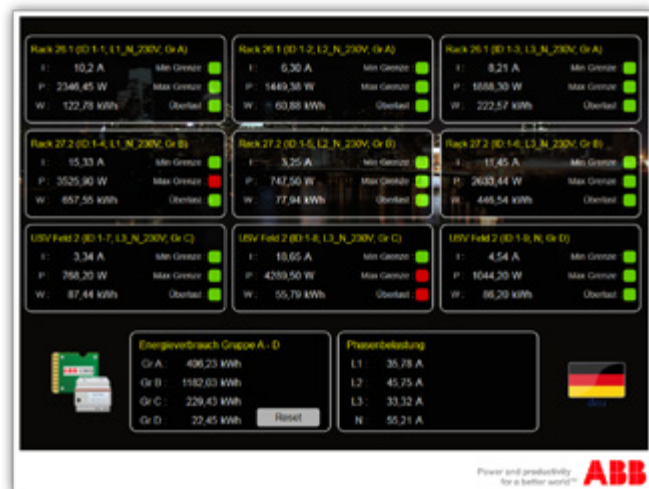 Rack 26.1 (ID:1-1, L1_N_230V, Gr A)
I : 10,2 A Min Grenze :
P : 2346,45 W Max Grenze :
W : 122,78 kWh Überlast :
Rack 26.1 (ID:1-2, L2_N_230V, Gr A)
I : 6,30 A Min Grenze :
P : 1449,38 W Max Grenze :
W : 60,88 kWh Überlast :
Rack 26.1 (ID:1-3, L3_N_230V, Gr A)
I : 8,21 A Min Grenze :
P : 1888,30 W Max Grenze :
W : 222,57 kWh Überlast :
Rack 27.2 (ID:1-4, L1_N_230V, Gr B)
I : 15,33 A Min Grenze :
P : 3525,90 W Max Grenze :
W : 657,55 kWh Überlast :
Rack 27.2 (ID:1-5, L2_N_230V, Gr B)
I : 3,25 A Min Grenze :
P : 747,50 W Max Grenze :
W : 77,94 kWh Überlast :
Rack 27.2 (ID:1-6, L3_N_230V, Gr B)
I : 11,45 A Min Grenze :
P : 2633,44 W Max Grenze :
W : 446,54 kWh Überlast :
USV Feld 2 (ID:1-7, L3_N_230V, Gr C)
I : 3,34 A Min Grenze :
P : 768,20 W Max Grenze :
W : 87,44 kWh Überlast :
USV Feld 2 (ID:1-8, L3_N_230V, Gr C)
I : 18,65 A Min Grenze :
P : 4289,50 W Max Grenze :
W : 55,79 kWh Überlast :
USV Feld 2 (ID:1-9, N, Gr D)
I : 4,54 A Min Grenze :
P : 1044,20 W Max Grenze :
W : 86,20 kWh Überlast :
ABB
Energieverbrauch Gruppe A - D
Gr A : 406,23 kWh
Gr B : 1182,03 kWh
Gr C : 229,43 kWh
Gr D : 22,45 kWh
Reset
Phasenbelastung
L1 : 35,78 A
L2 : 45,75 A
L3 : 33,32 A
N : 55,21 A
deu
Power and productivity
for a better world™
ABB